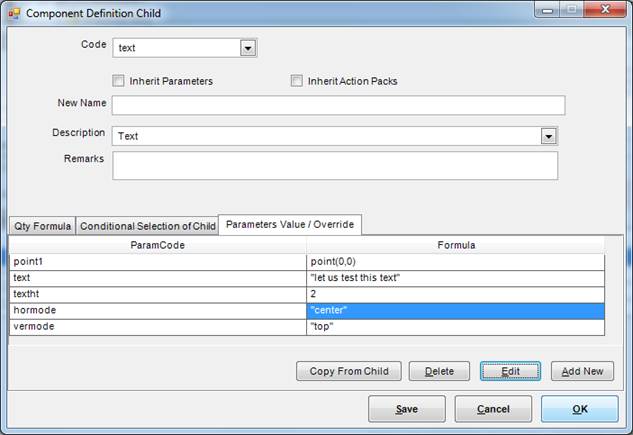 Component Definition Child
Code text
Inherit Parameters Inherit Action Packs
New Name
Description Text
Remarks
Qty Formula Conditional Selection of Child Parameters Value / Override
ParamCode Formula
point1 point(0,0)
text "let us test this text"
textht 2
hormode "center"
vermode "top"
Copy From Child Delete Edit Add New
Save Cancel OK